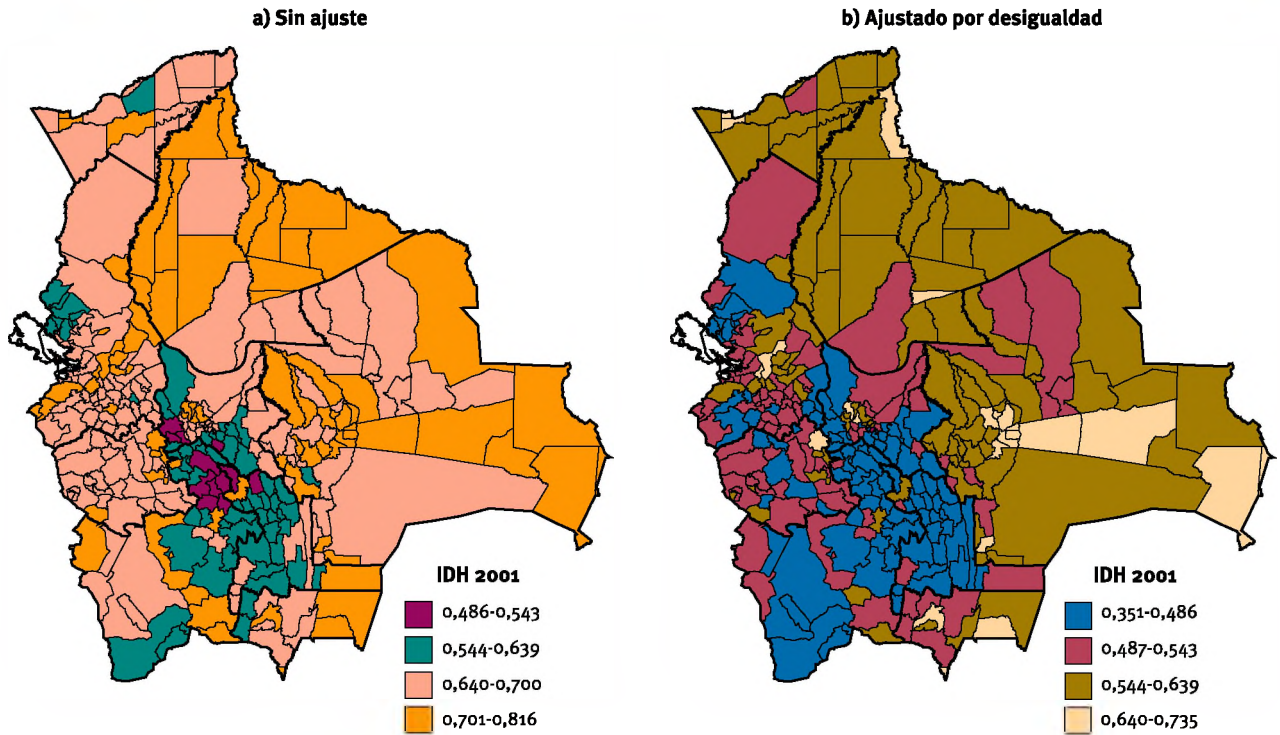 a) Sin ajuste
b) Ajustado por desigualdad
IDH 2001
0,486-0,543
0,544-0,639
0,640-0,700
0,701-0,816
IDH 2001
0,351-0,486
0,487-0,543
0,544-0,639
0,640-0,735